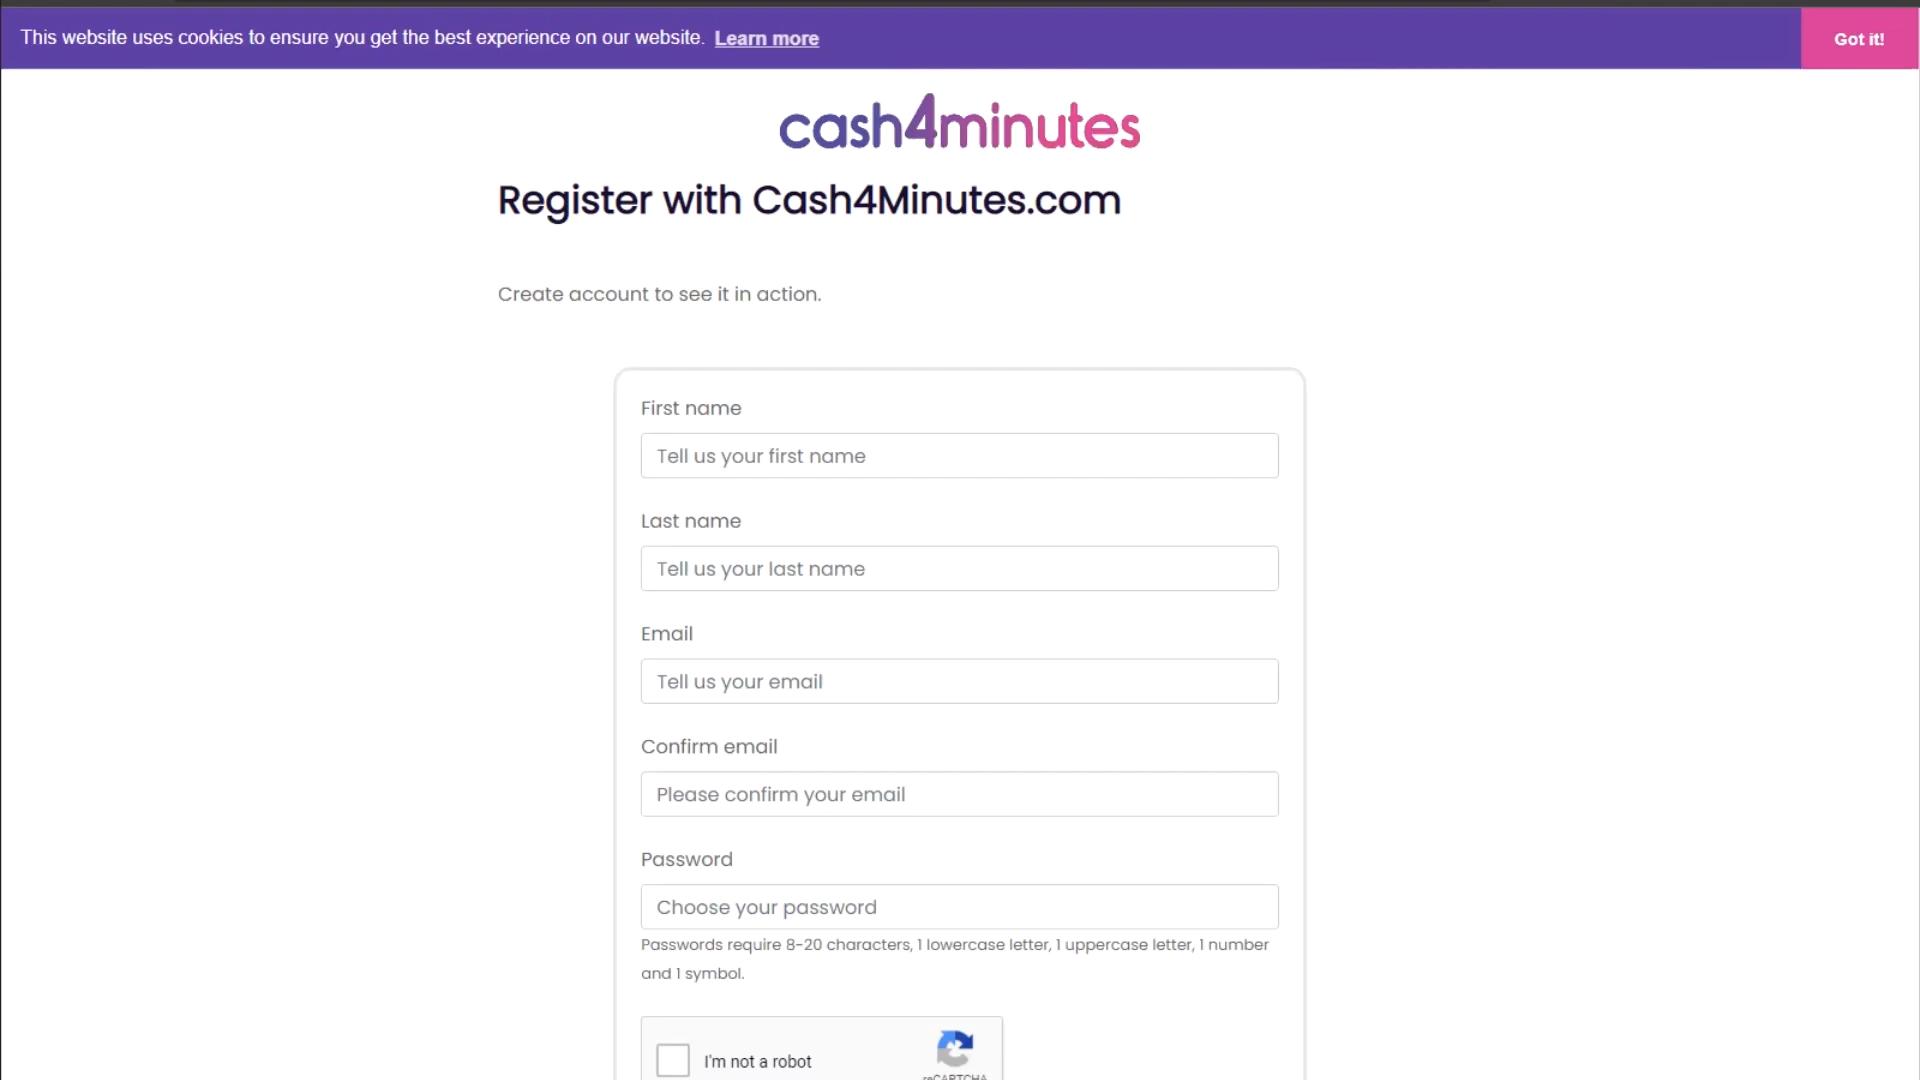 This website uses cookies to ensure you get the best experience on our website. Learn more
Got it!
cash4minutes
Register with Cash4Minutes.com
Create account to see it in action.
First name
Tell us your first name
Last name
Tell us your last name
Email
Tell us your email
Confirm email
Please confirm your email
Password
Choose your password
Passwords require 8-20 characters, 1 lowercase letter, 1 uppercase letter, 1 number
and 1 symbol.
I'm not a robot
reCAPTCHA